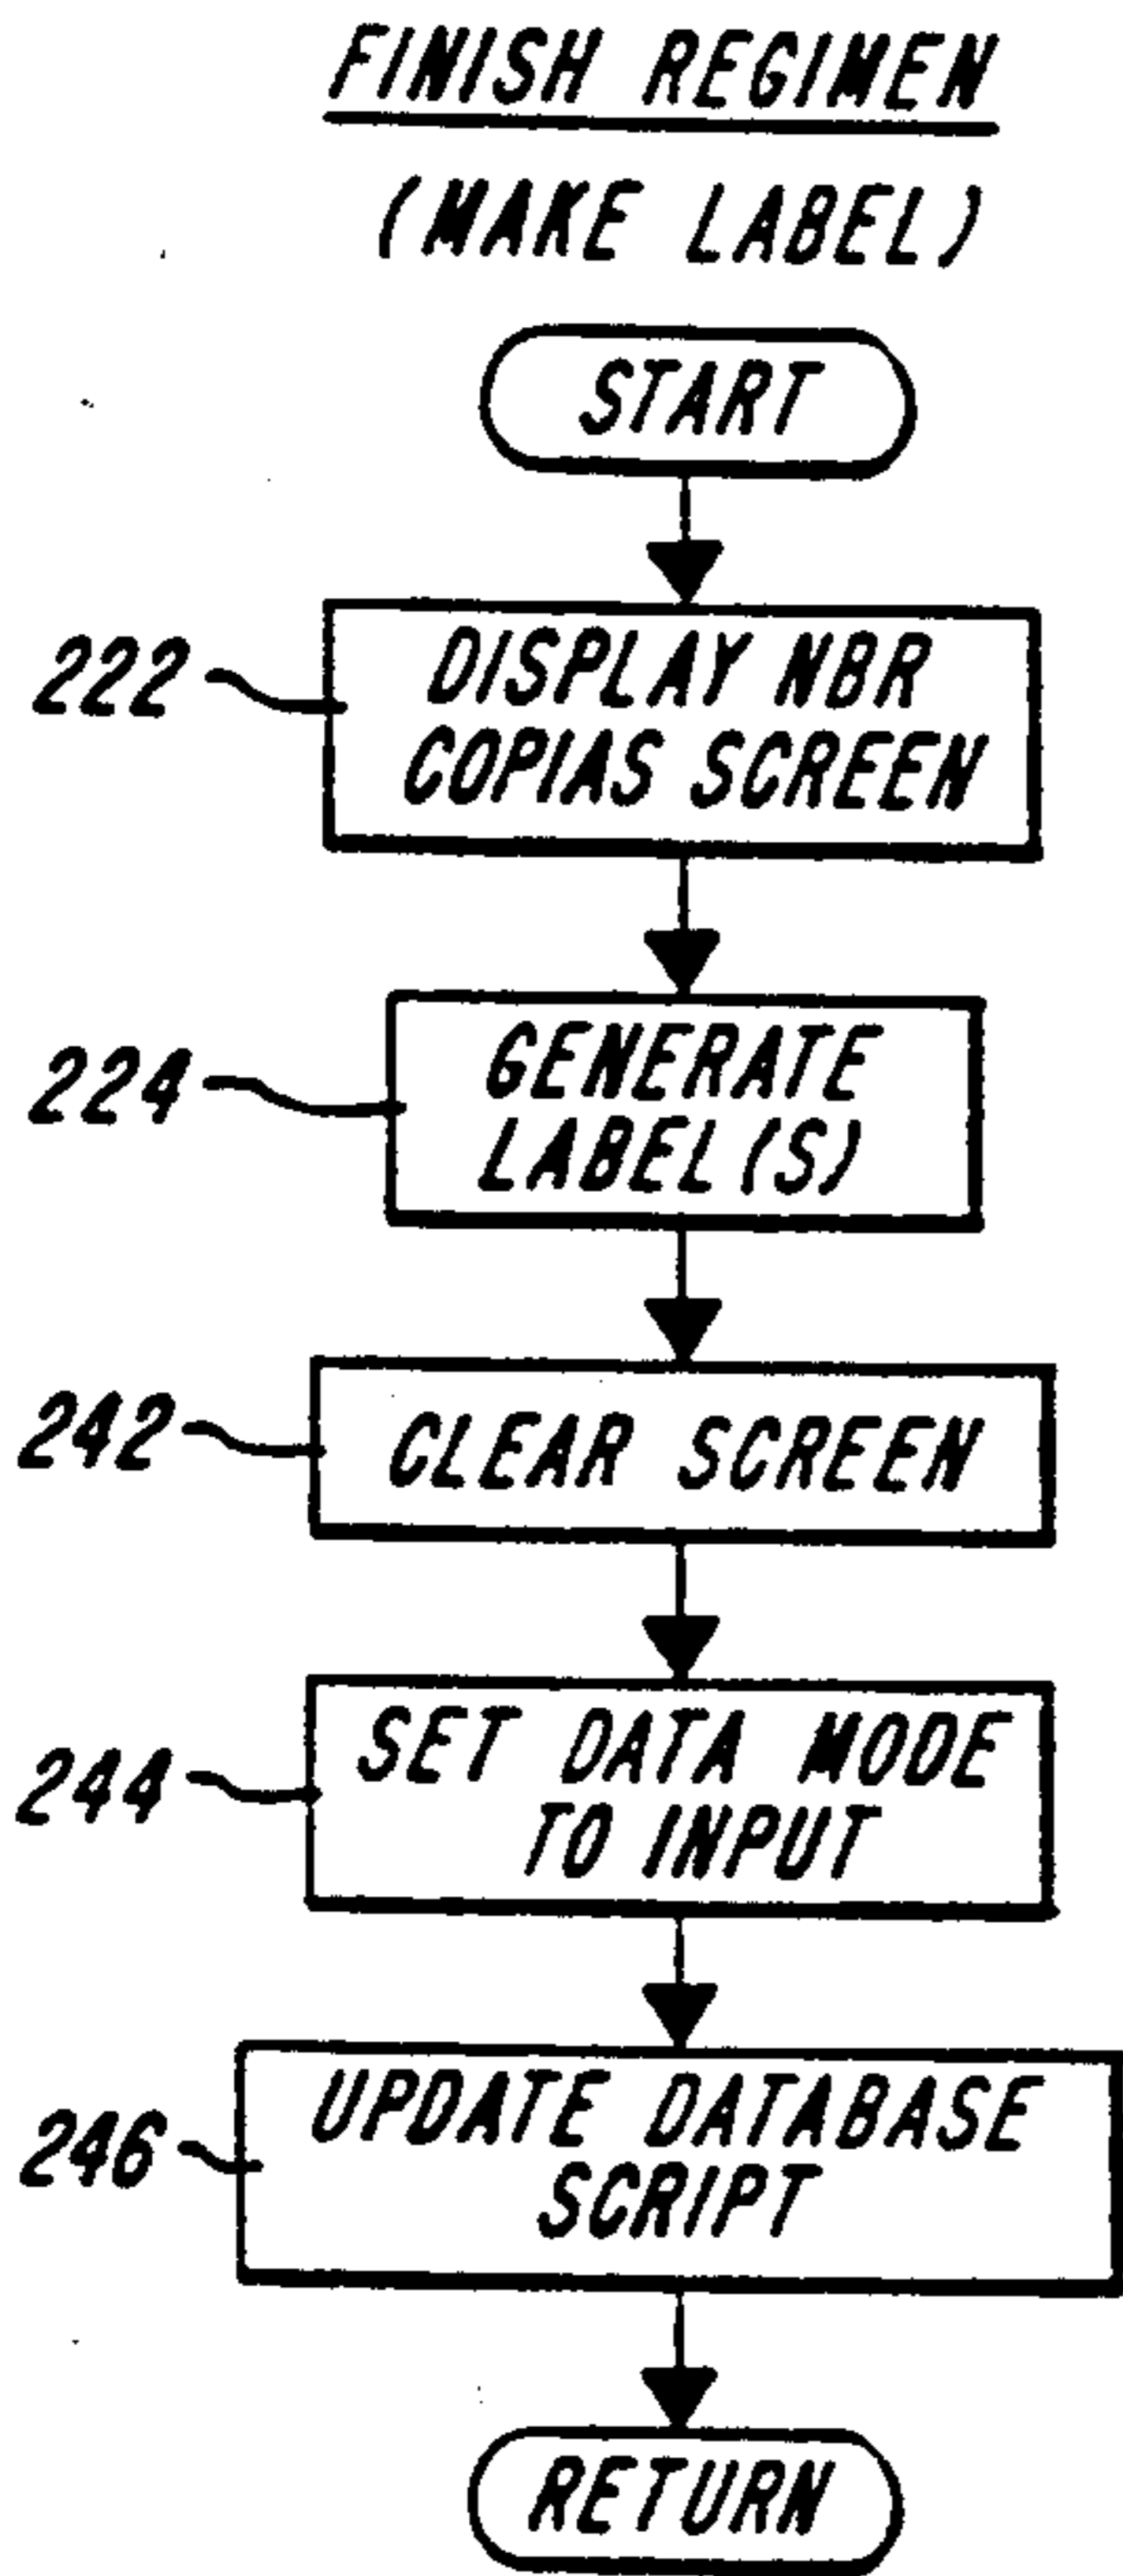 FINISH REGIMEN
(MAKE LABEL)
START
222
DISPLAY NBR
COPIAS SCREEN
224
GENERATE
LABEL(S)
242
CLEAR SCREEN
244
SET DATA MODE
TO INPUT
246
UPDATE DATABASE
SCRIPT
RETURN